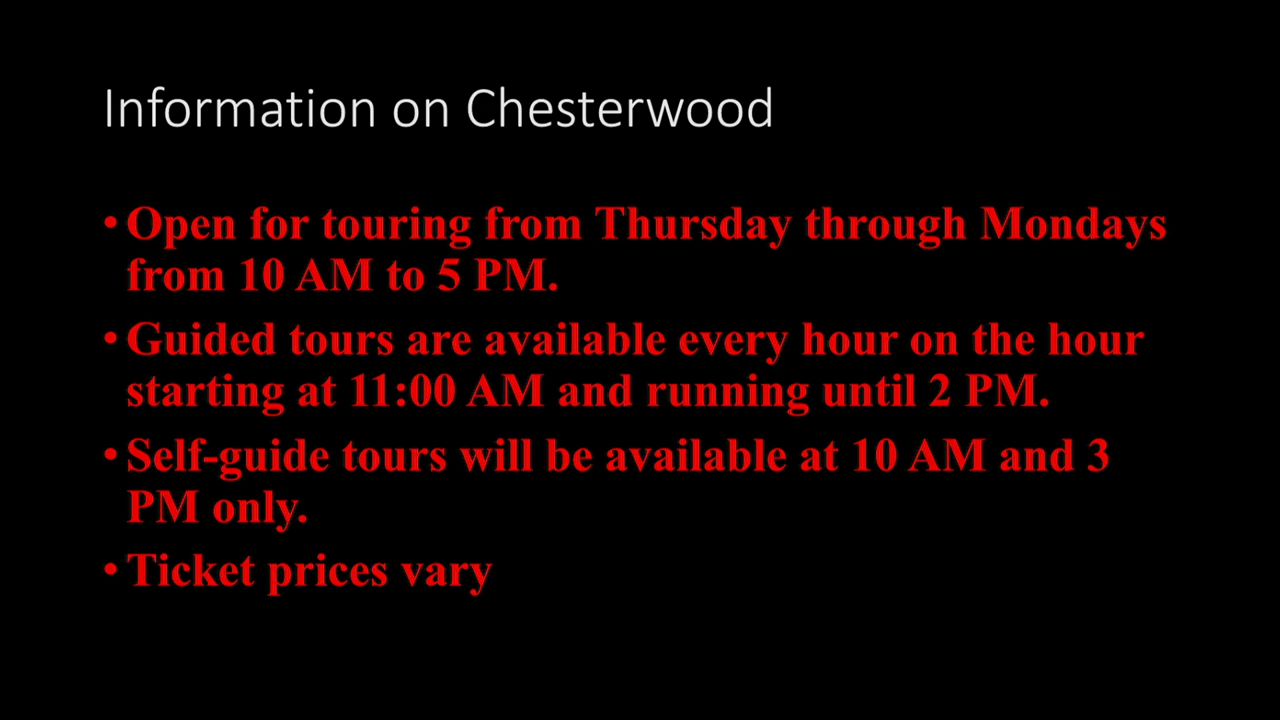 Information on Chesterwood
• Open for touring from Thursday through Mondays
from 10 AM to 5 PM.
• Guided tours are available every hour on the hour
starting at 11:00 AM and running until 2 PM.
• Self-guide tours will be available at 10 AM and 3
PM only.
• Ticket prices vary